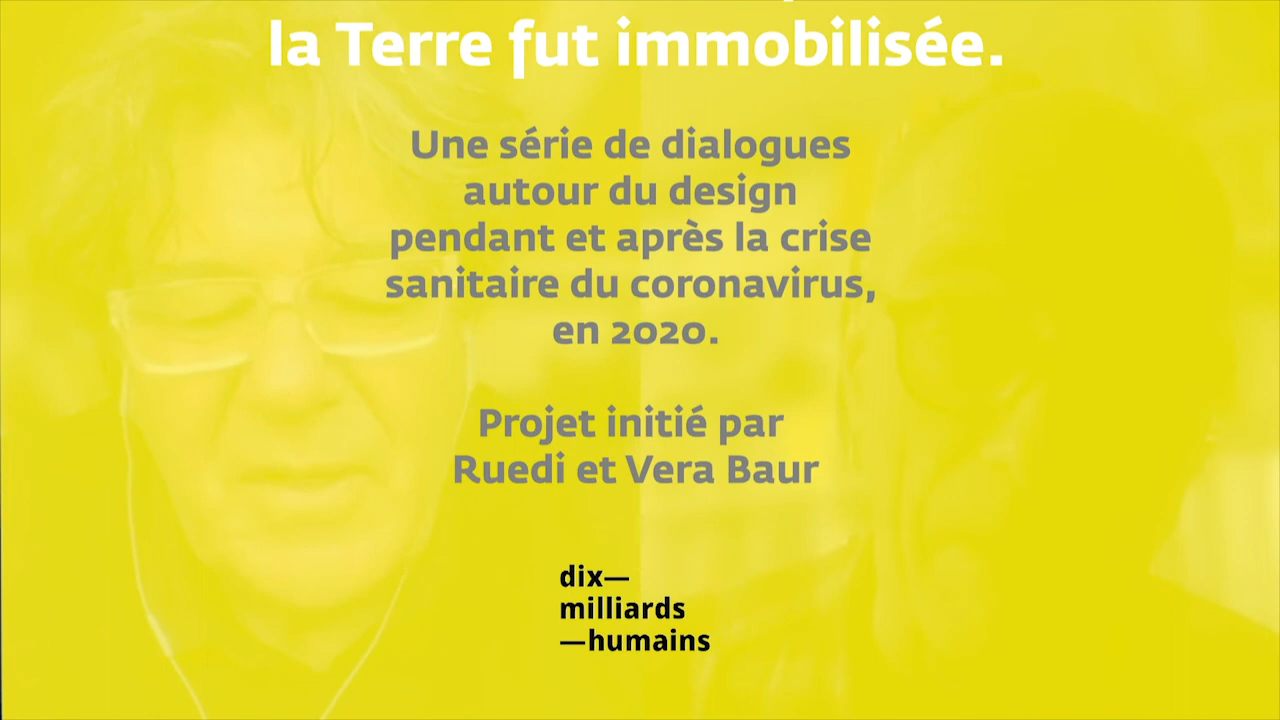 la Terre fut immobilisée.
Une série de dialogues
autour du design
pendant et après la crise
sanitaire du coronavirus,
en 2020.
Projet initié par
Ruedi et Vera Baur
dix—
milliards
—humains